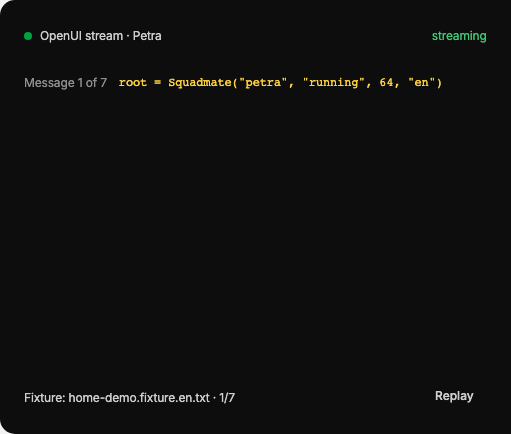 OpenUI stream · Petra
streaming
Message 1 of 7 root = Squadmate("petra", "running", 64, "en")
Fixture: home-demo.fixture.en.txt · 1/7
Replay